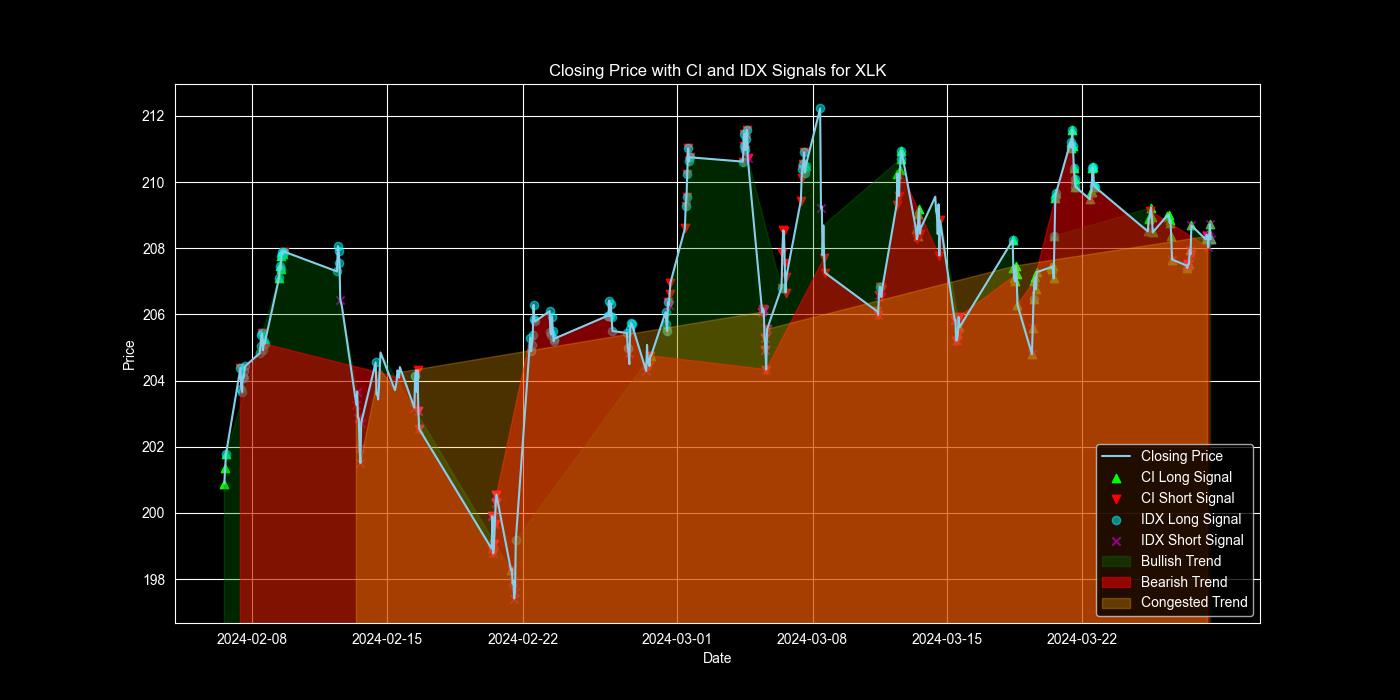 Closing Price with CI and IDX Signals for XLK
212
210
208
206
204
202
200
198
Price
2024-02-08
2024-02-15
2024-02-22
2024-03-01
2024-03-08
2024-03-15
2024-03-22
Date
Closing Price
CI Long Signal
CI Short Signal
IDX Long Signal
IDX Short Signal
Bullish Trend
Bearish Trend
Congested Trend